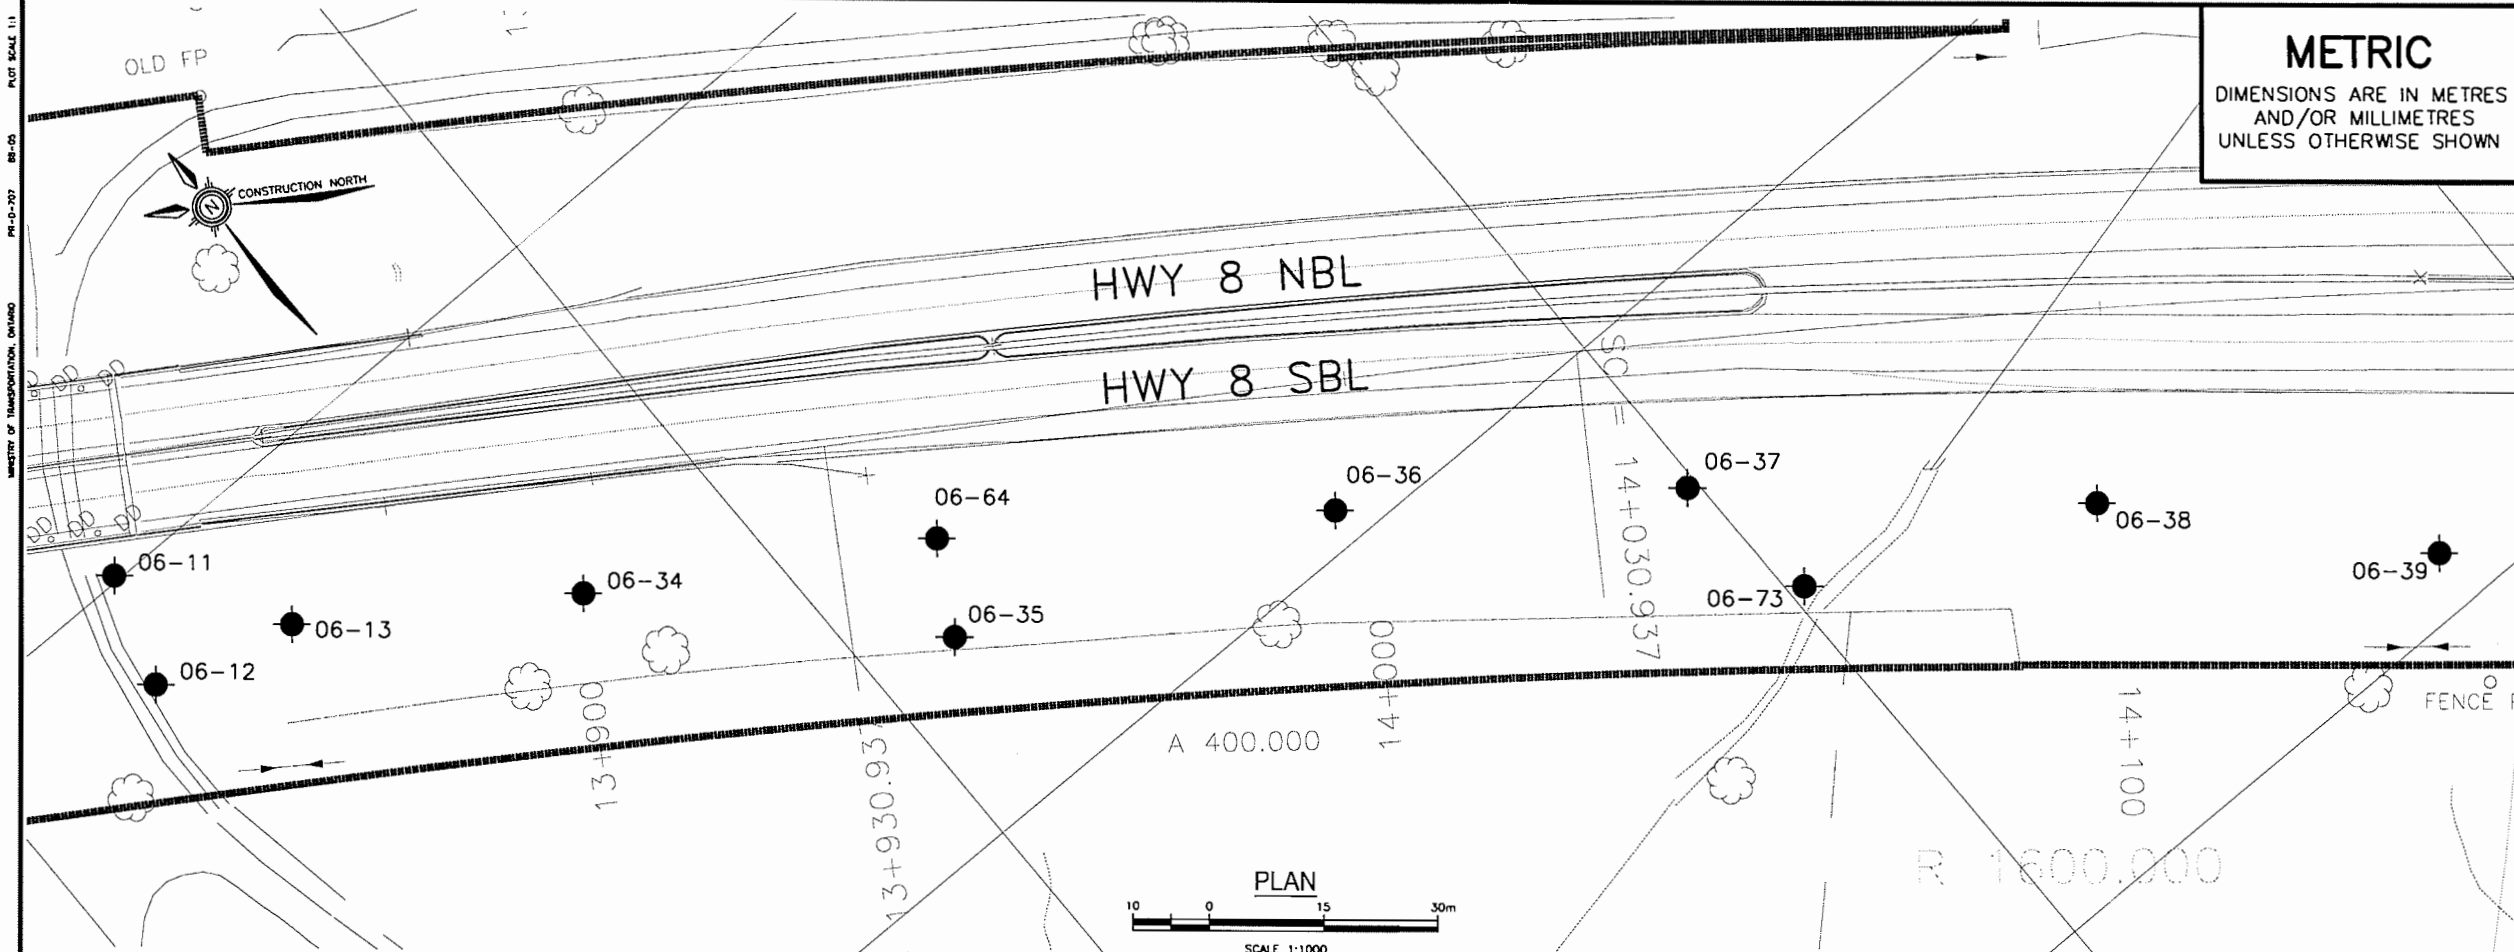 PLOT SCALE 1:1
88-05
PR-D-707
MINISTRY OF TRANSPORTATION, ONTARIO
OLD FP
METRIC
DIMENSIONS ARE IN METRES
AND/OR MILLIMETRES
UNLESS OTHERWISE SHOWN
CONSTRUCTION NORTH
N
HWY 8 NBL
HWY 8 SBL
SC = 14+030.937
06-11
06-12
06-13
06-34
06-64
06-35
06-36
06-37
06-73
06-38
06-39
13+900
13+930.937
14+000
14+100
A 400.000
R 1600.000
FENCE
PLAN
10 0 15 30m
SCALE 1:1000